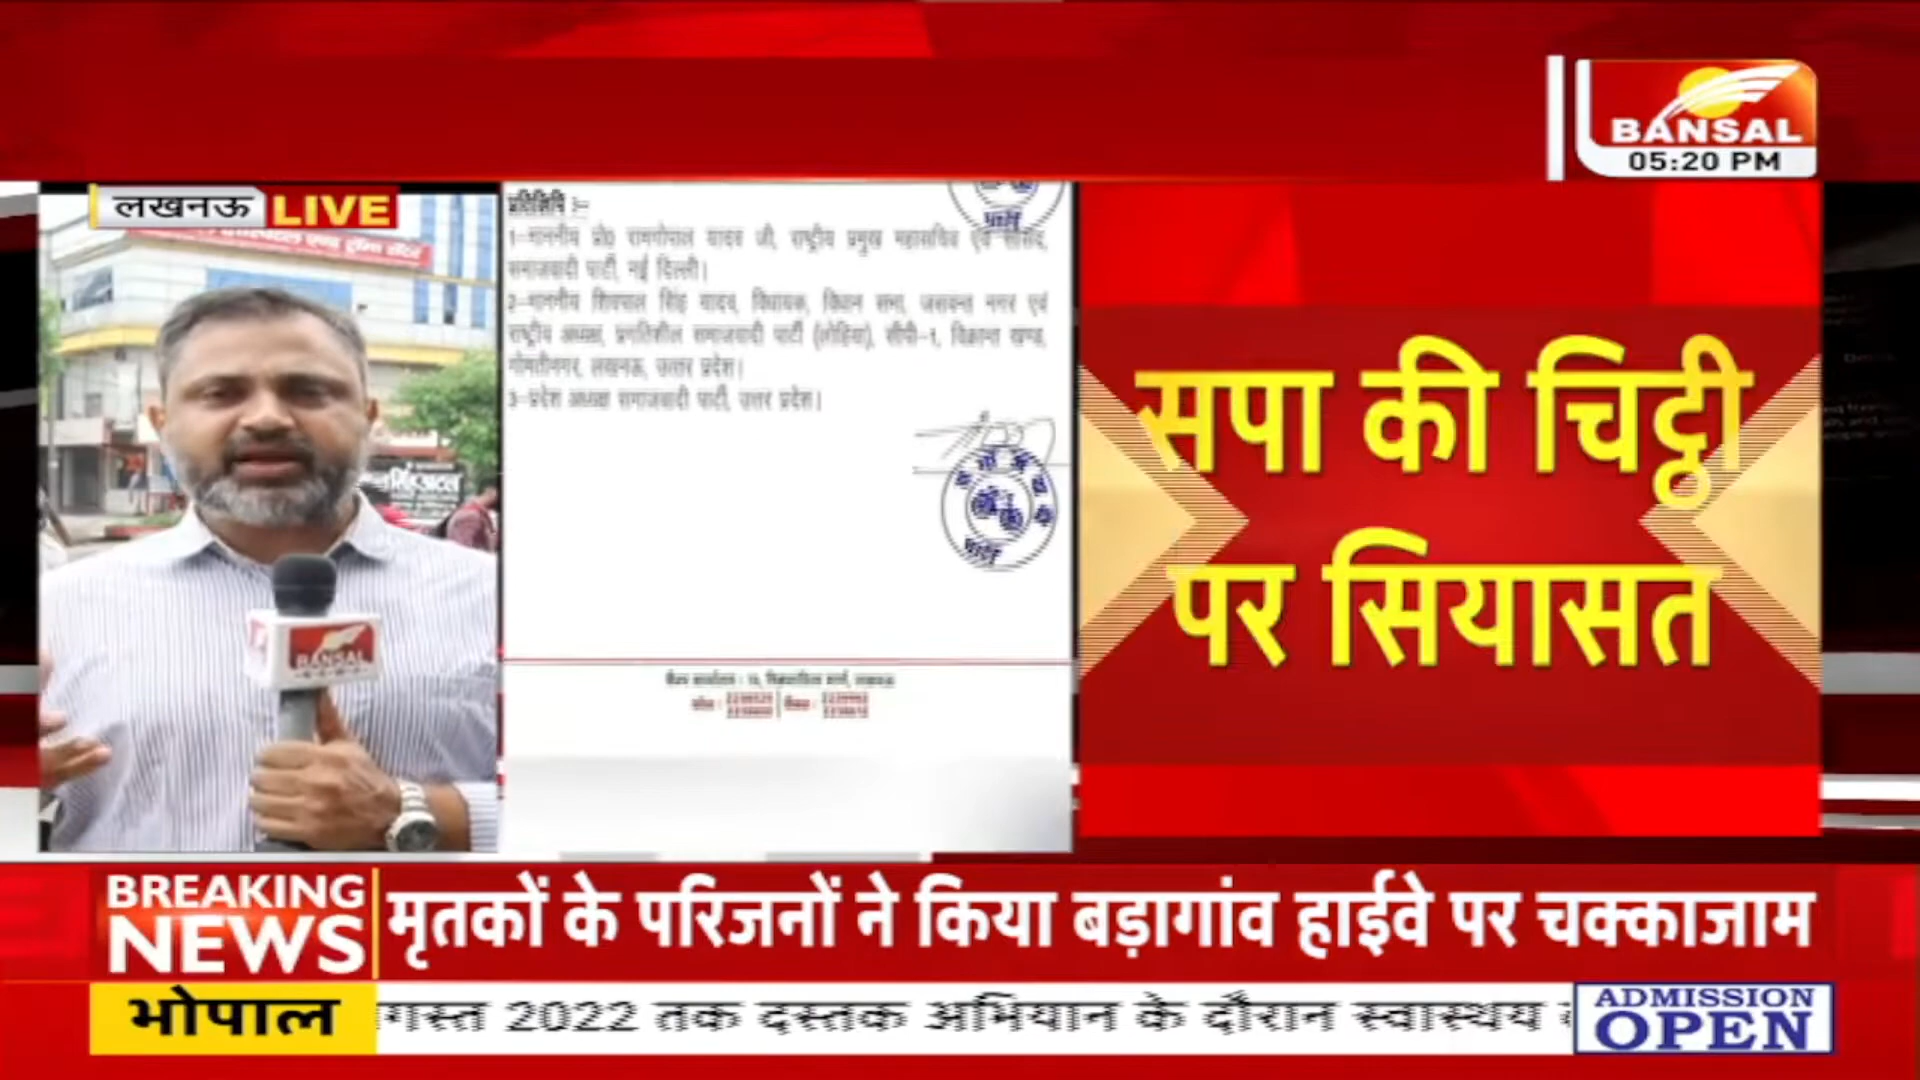 BANSAL
05:20 PM
लखनऊ LIVE
प्रतिलिपि :–
1–माननीय प्रो0 रामगोपाल यादव जी, राष्ट्रीय प्रमुख महासचिव एवं सांसद,
समाजवादी पार्टी, नई दिल्ली।
2–माननीय शिवपाल सिंह यादव, विधायक, विधान सभा, जसवन्त नगर एवं
राष्ट्रीय अध्यक्ष, प्रगतिशील समाजवादी पार्टी (लोहिया), सीपी–1, विक्रान्त खण्ड,
गोमतीनगर, लखनऊ, उत्तर प्रदेश।
3–प्रदेश अध्यक्ष समाजवादी पार्टी, उत्तर प्रदेश।
सपा की चिट्ठी
पर सियासत
BANSAL
BREAKING
NEWS
मृतकों के परिजनों ने किया बड़ागांव हाईवे पर चक्काजाम
भोपाल
गस्त 2022 तक दस्तक अभियान के दौरान स्वास्थय
ADMISSION
OPEN